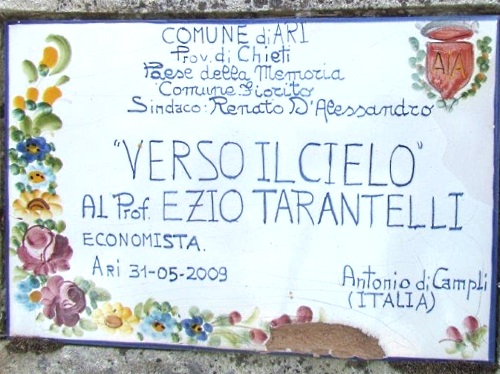 COMUNE di ARI
Prov. di Chieti
Paese della Memoria
Comune Fiorito
Sindaco: Renato D'Alessandro
AIA
"VERSO IL CIELO"
Al Prof. EZIO TARANTELLI
ECONOMISTA.
Ari 31-05-2009
Antonio di Campli
(ITALIA)